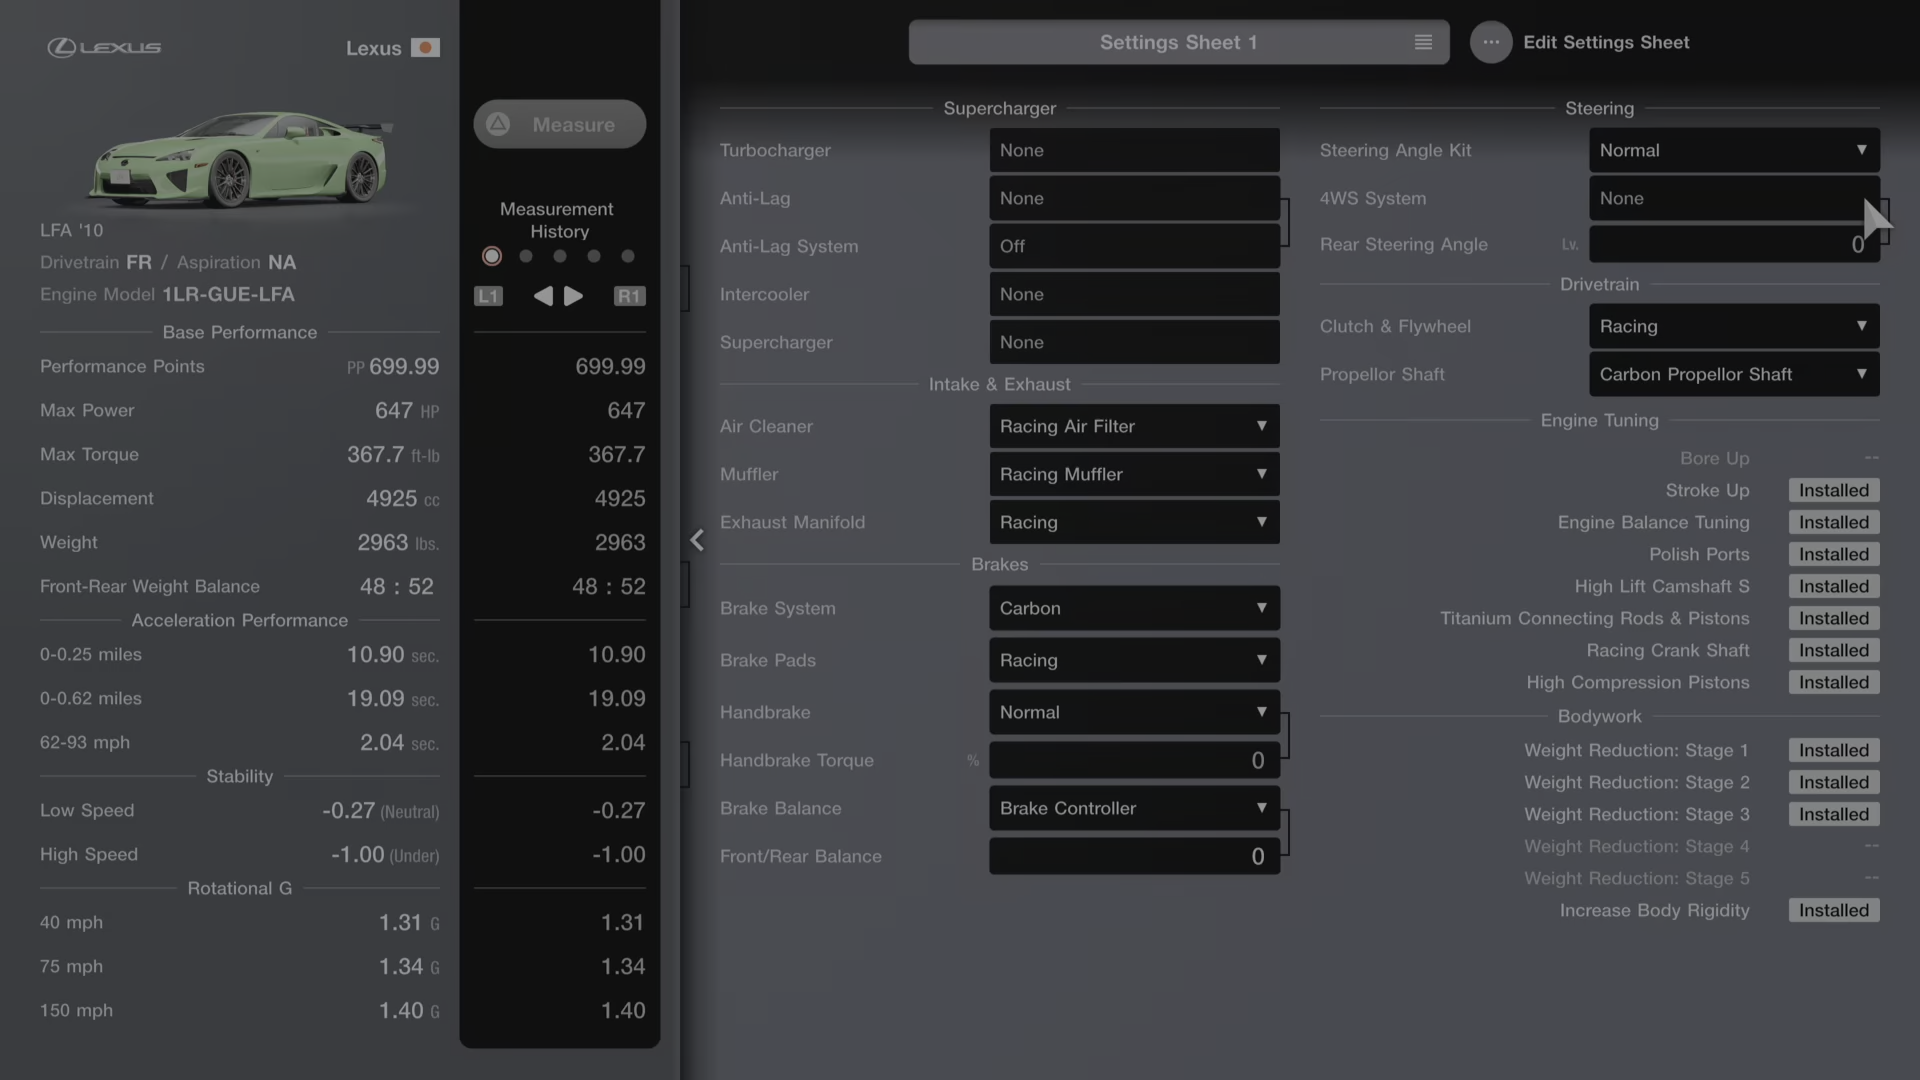 LEXUS
Lexus
LFA '10
Drivetrain FR / Aspiration NA
Engine Model 1LR-GUE-LFA
Base Performance
Performance Points PP 699.99
Max Power 647 HP
Max Torque 367.7 ft-lb
Displacement 4925 cc
Weight 2963 lbs.
Front-Rear Weight Balance 48 : 52
Acceleration Performance
0-0.25 miles 10.90 sec.
0-0.62 miles 19.09 sec.
62-93 mph 2.04 sec.
Stability
Low Speed -0.27 (Neutral)
High Speed -1.00 (Under)
Rotational G
40 mph 1.31 G
75 mph 1.34 G
150 mph 1.40 G
Measure
Measurement
History
L1 R1
699.99
647
367.7
4925
2963
48 : 52
10.90
19.09
2.04
-0.27
-1.00
1.31
1.34
1.40
Settings Sheet 1
Edit Settings Sheet
Supercharger
Turbocharger None
Anti-Lag None
Anti-Lag System Off
Intercooler None
Supercharger None
Intake & Exhaust
Air Cleaner Racing Air Filter
Muffler Racing Muffler
Exhaust Manifold Racing
Brakes
Brake System Carbon
Brake Pads Racing
Handbrake Normal
Handbrake Torque % 0
Brake Balance Brake Controller
Front/Rear Balance 0
Steering
Steering Angle Kit Normal
4WS System None
Rear Steering Angle Lv. 0
Drivetrain
Clutch & Flywheel Racing
Propellor Shaft Carbon Propellor Shaft
Engine Tuning
Bore Up --
Stroke Up Installed
Engine Balance Tuning Installed
Polish Ports Installed
High Lift Camshaft S Installed
Titanium Connecting Rods & Pistons Installed
Racing Crank Shaft Installed
High Compression Pistons Installed
Bodywork
Weight Reduction: Stage 1 Installed
Weight Reduction: Stage 2 Installed
Weight Reduction: Stage 3 Installed
Weight Reduction: Stage 4 --
Weight Reduction: Stage 5 --
Increase Body Rigidity Installed